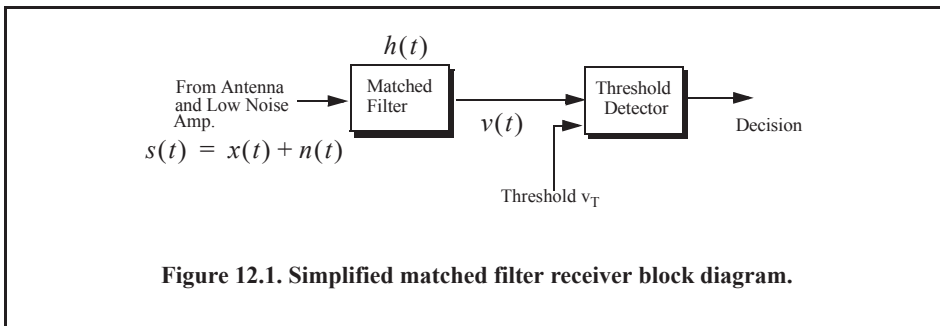 h(t)
From Antenna
and Low Noise
Amp.
Matched
Filter
Threshold
Detector
v(t)
Decision
s(t) = x(t) + n(t)
Threshold v_T
Figure 12.1. Simplified matched filter receiver block diagram.